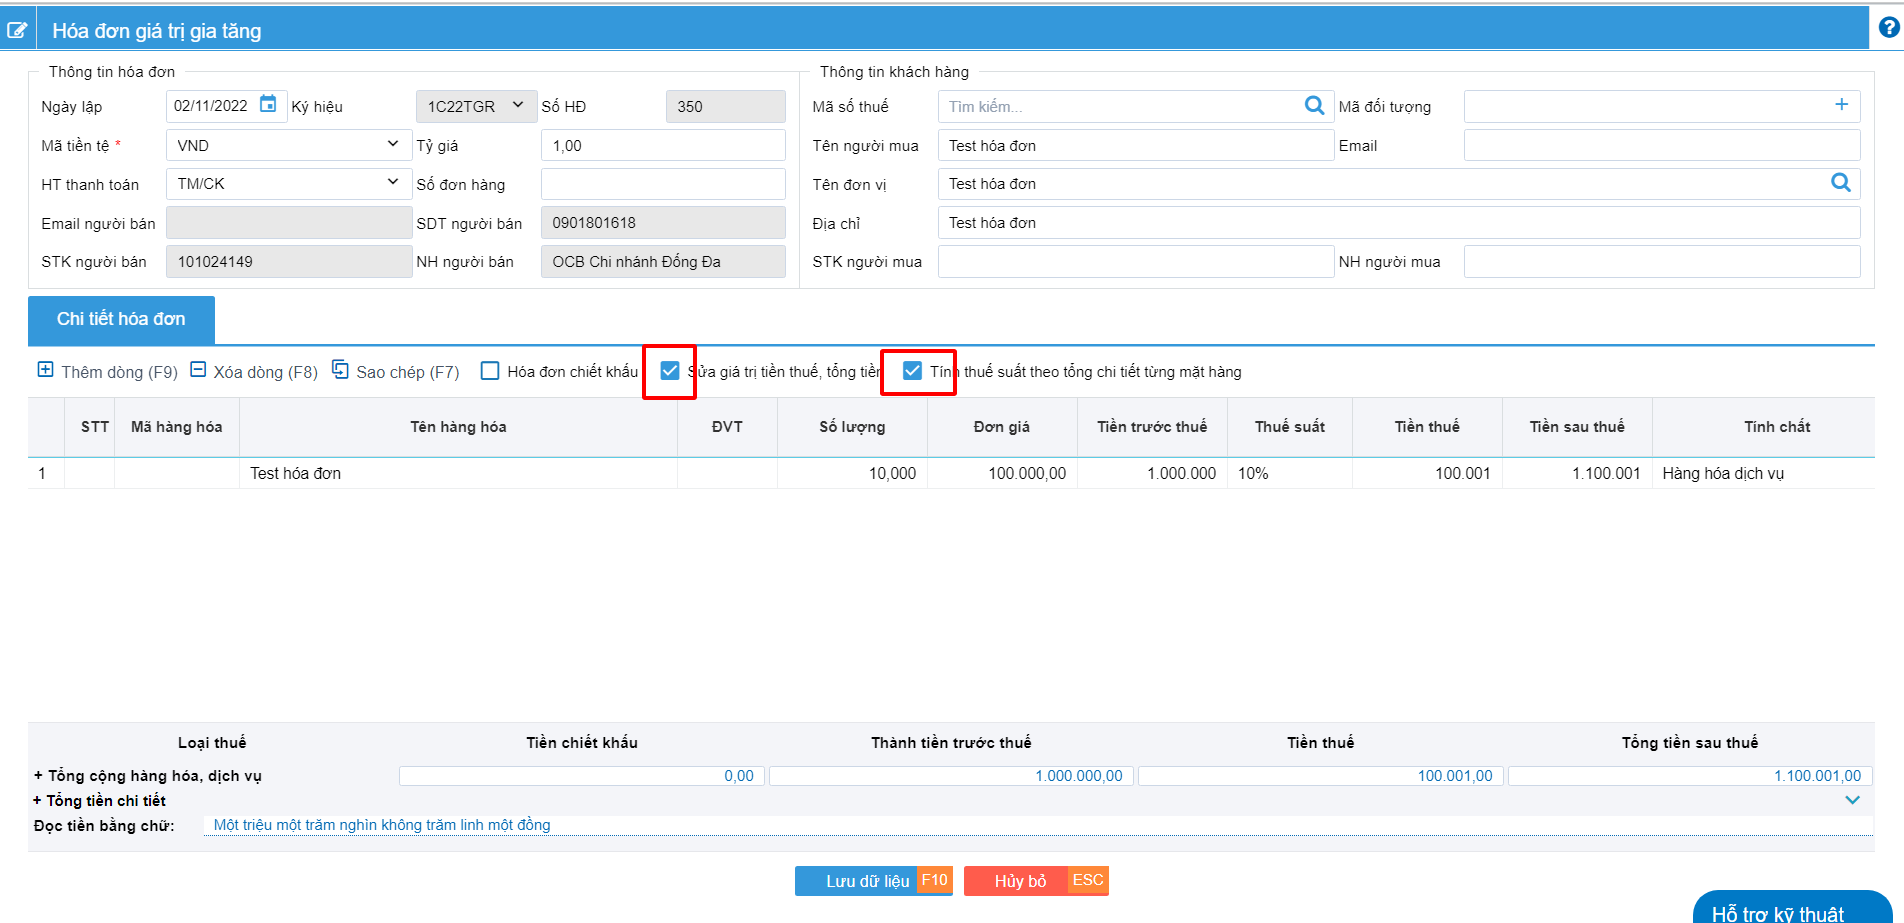 Hóa đơn giá trị gia tăng
Thông tin hóa đơn
Thông tin khách hàng
Ngày lập 02/11/2022 Ký hiệu 1C22TGR Số HĐ 350 Mã số thuế Tìm kiếm... Mã đối tượng
Mã tiền tệ * VND Tỷ giá 1,00 Tên người mua Test hóa đơn Email
HT thanh toán TM/CK Số đơn hàng Tên đơn vị Test hóa đơn
Email người bán SDT người bán 0901801618 Địa chỉ Test hóa đơn
STK người bán 101024149 NH người bán OCB Chi nhánh Đống Đa STK người mua NH người mua
Chi tiết hóa đơn
Thêm dòng (F9) Xóa dòng (F8) Sao chép (F7) Hóa đơn chiết khấu Sửa giá trị tiền thuế, tổng tiền Tính thuế suất theo tổng chi tiết từng mặt hàng
STT Mã hàng hóa Tên hàng hóa ĐVT Số lượng Đơn giá Tiền trước thuế Thuế suất Tiền thuế Tiền sau thuế Tính chất
1 Test hóa đơn 10,000 100.000,00 1.000.000 10% 100.001 1.100.001 Hàng hóa dịch vụ
Loại thuế Tiền chiết khấu Thành tiền trước thuế Tiền thuế Tổng tiền sau thuế
+ Tổng cộng hàng hóa, dịch vụ 0,00 1.000.000,00 100.001,00 1.100.001,00
+ Tổng tiền chi tiết
Đọc tiền bằng chữ: Một triệu một trăm nghìn không trăm linh một đồng
Lưu dữ liệu F10 Hủy bỏ ESC
Hỗ trợ kỹ thuật